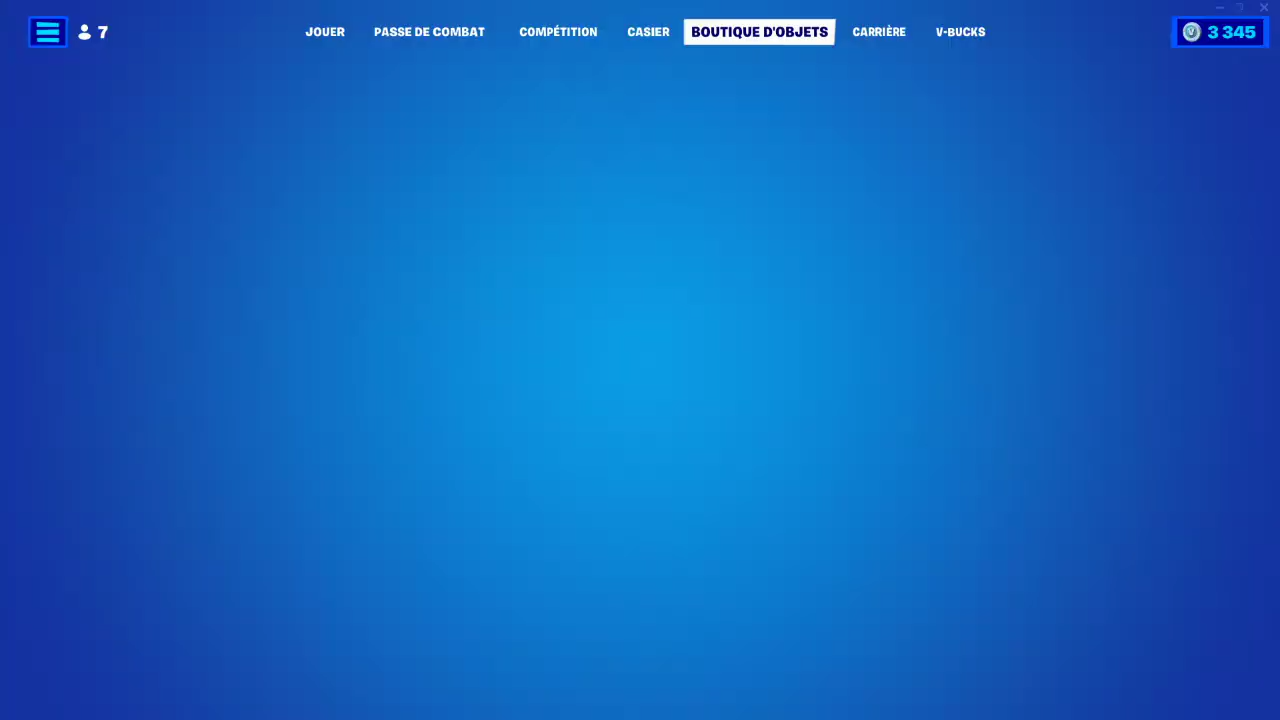 7
JOUER PASSE DE COMBAT COMPÉTITION CASIER BOUTIQUE D'OBJETS CARRIÈRE V-BUCKS
3 345